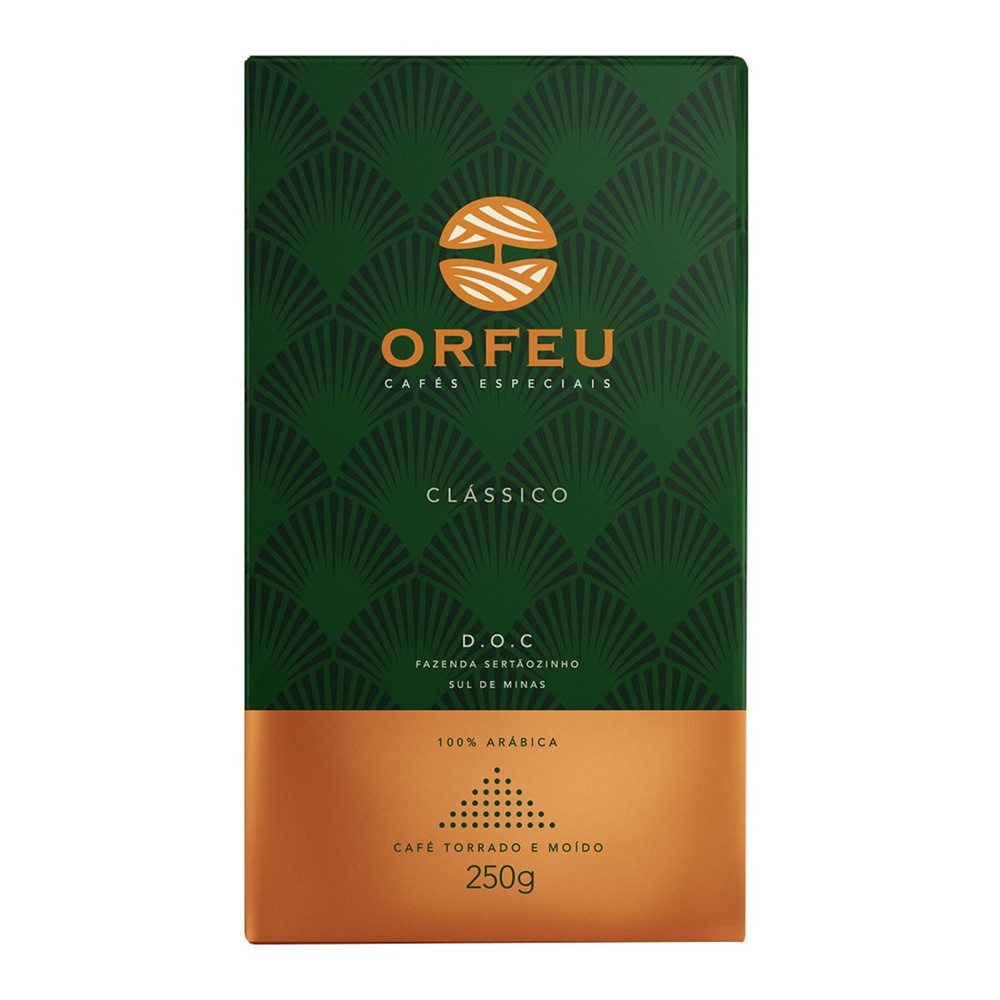 ORFEU
CAFÉS ESPECIAIS
CLÁSSICO
D.O.C
FAZENDA SERTÃOZINHO
SUL DE MINAS
100% ARÁBICA
CAFÉ TORRADO E MOÍDO
250g